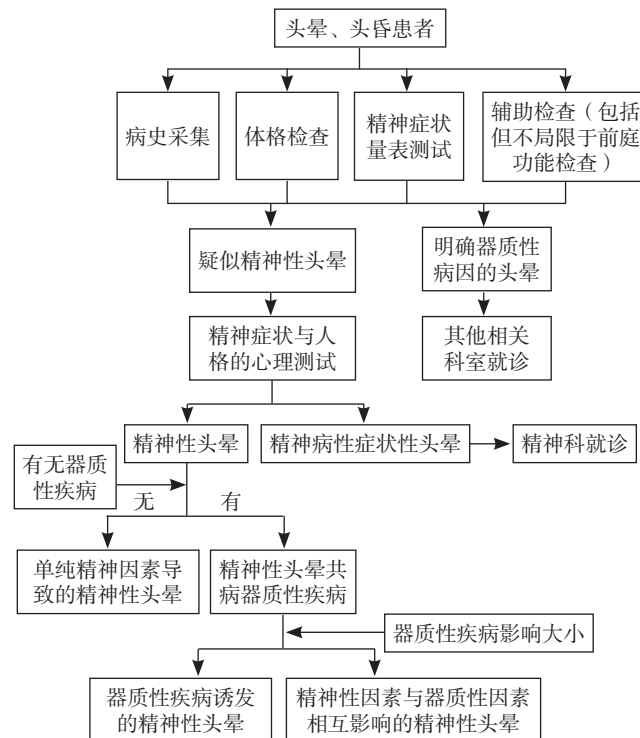 头晕、头昏患者
病史采集
体格检查
精神症状
量表测试
辅助检查（包括
但不局限于前庭
功能检查）
疑似精神性头晕
明确器质性
病因的头晕
精神症状与人
格的心理测试
其他相关
科室就诊
精神性头晕
精神病性症状性头晕
精神科就诊
有无器质
性疾病
无
有
单纯精神因素导
致的精神性头晕
精神性头晕共
病器质性疾病
器质性疾病影响大小
器质性疾病诱发
的精神性头晕
精神性因素与器质性因素
相互影响的精神性头晕